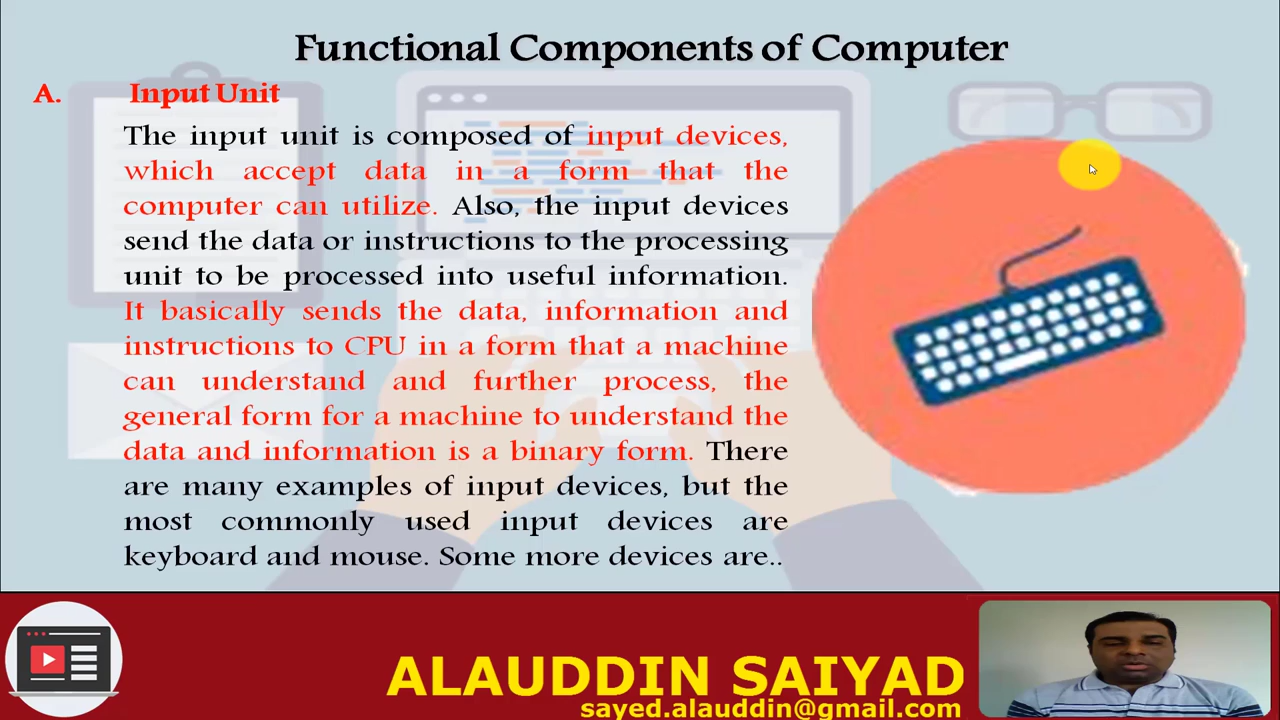 Functional Components of Computer
A. Input Unit
The input unit is composed of input devices,
which accept data in a form that the
computer can utilize. Also, the input devices
send the data or instructions to the processing
unit to be processed into useful information.
It basically sends the data, information and
instructions to CPU in a form that a machine
can understand and further process, the
general form for a machine to understand the
data and information is a binary form. There
are many examples of input devices, but the
most commonly used input devices are
keyboard and mouse. Some more devices are..
ALAUDDIN SAIYAD
sayed.alauddin@gmail.com